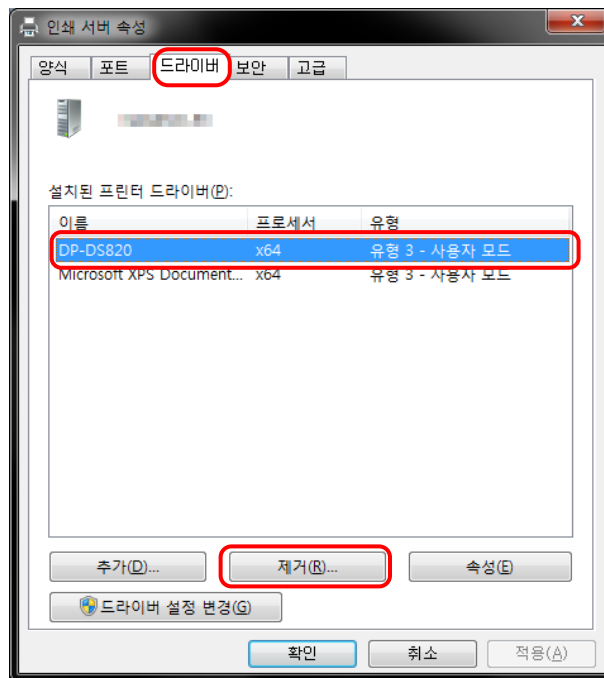 인쇄 서버 속성
양식 포트 드라이버 보안 고급
설치된 프린터 드라이버(P):
이름 프로세서 유형
DP-DS820 x64 유형 3 - 사용자 모드
Microsoft XPS Document... x64 유형 3 - 사용자 모드
추가(D)... 제거(R)... 속성(E)
드라이버 설정 변경(G)
확인 취소 적용(A)